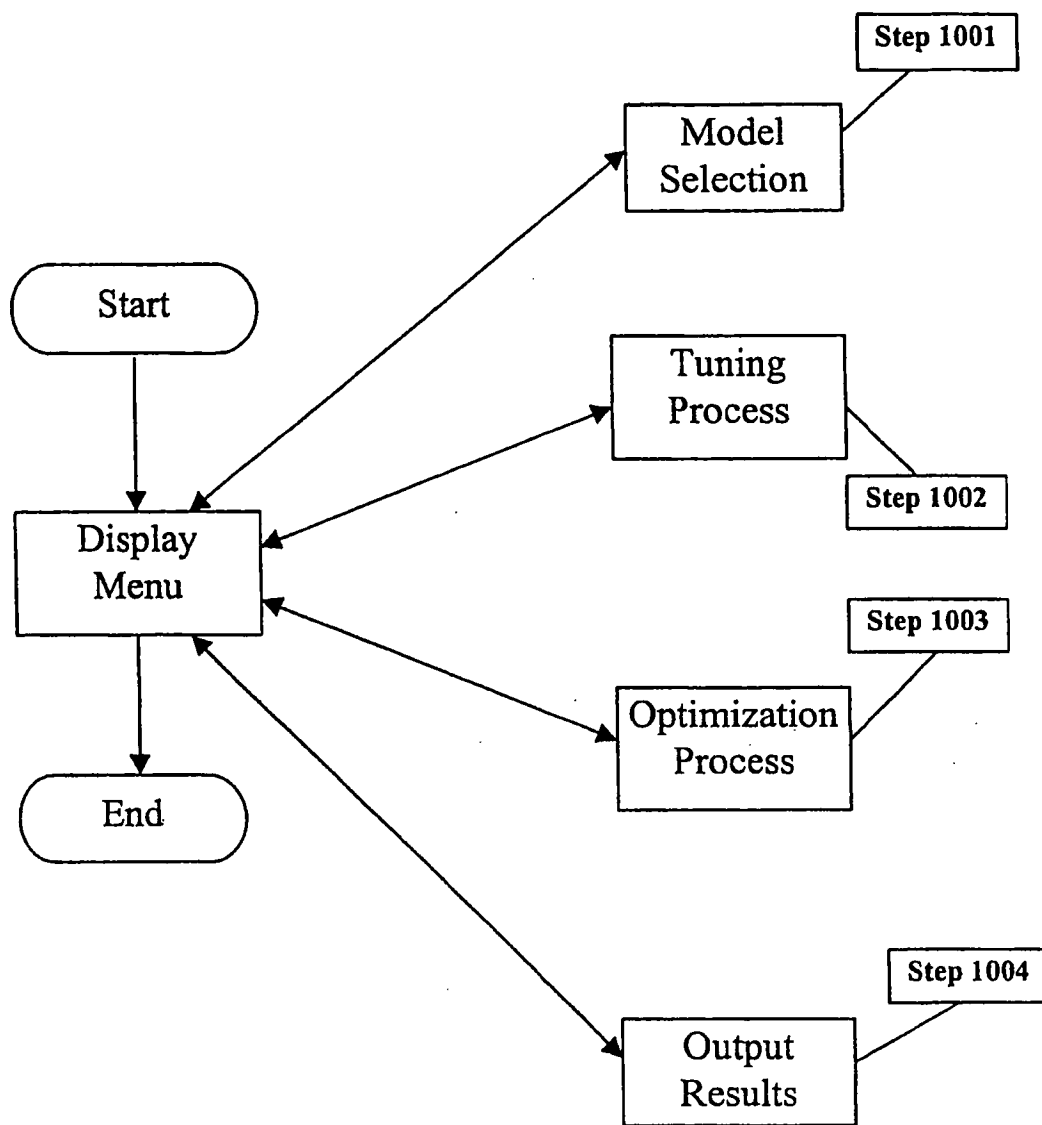 Step 1001
Model
Selection
Start
Tuning
Process
Step 1002
Display
Menu
Step 1003
Optimization
Process
End
Step 1004
Output
Results